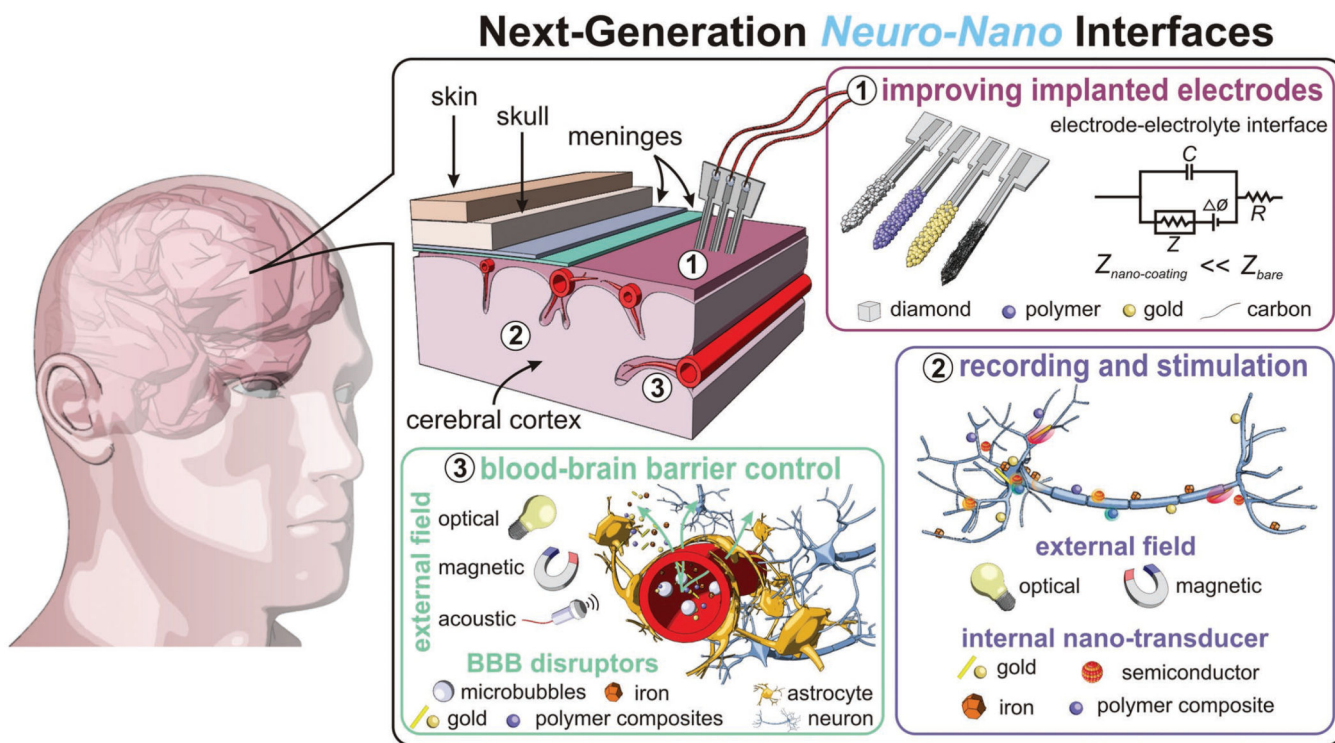 Next-Generation Neuro-Nano Interfaces
skin
skull
meninges
1
2
3
cerebral cortex
1 improving implanted electrodes
electrode-electrolyte interface
C
Δø
R
Z
Z nano-coating << Z bare
diamond polymer gold carbon
2 recording and stimulation
external field
optical magnetic
internal nano-transducer
gold semiconductor
iron polymer composite
3 blood-brain barrier control
external field
optical
magnetic
acoustic
BBB disruptors
microbubbles iron astrocyte
gold polymer composites neuron